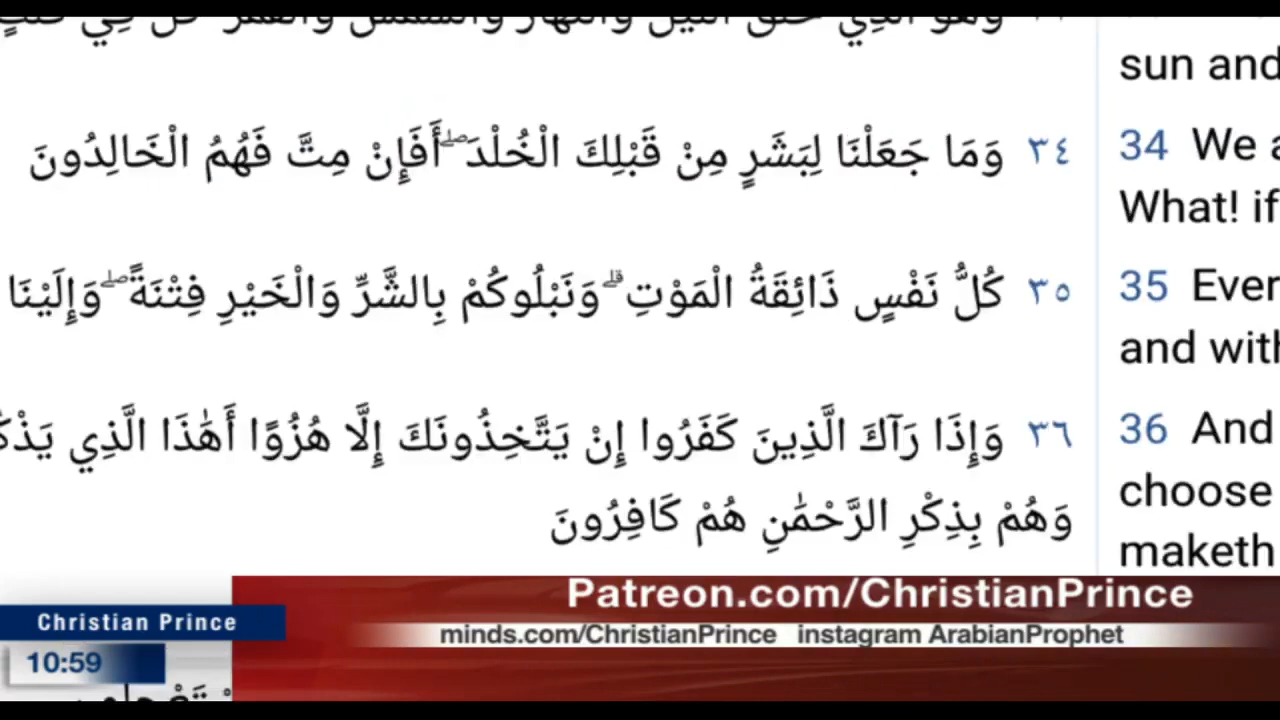 sun and
٣٤ وَمَا جَعَلْنَا لِبَشَرٍ مِنْ قَبْلِكَ الْخُلْدَ ۖ أَفَإِنْ مِتَّ فَهُمُ الْخَالِدُونَ
34 We
What! if
٣٥ كُلُّ نَفْسٍ ذَائِقَةُ الْمَوْتِ ۗ وَنَبْلُوكُمْ بِالشَّرِّ وَالْخَيْرِ فِتْنَةً ۖ وَإِلَيْنَا
35
and
٣٦ وَإِذَا رَآكَ الَّذِينَ كَفَرُوا إِنْ يَتَّخِذُونَكَ إِلَّا هُزُوًا أَهَٰذَا الَّذِي
36 And
وَهُمْ بِذِكْرِ الرَّحْمَٰنِ هُمْ كَافِرُونَ
choose
maketh
Patreon.com/ChristianPrince
Christian Prince
minds.com/ChristianPrince instagram ArabianProphet
10:59